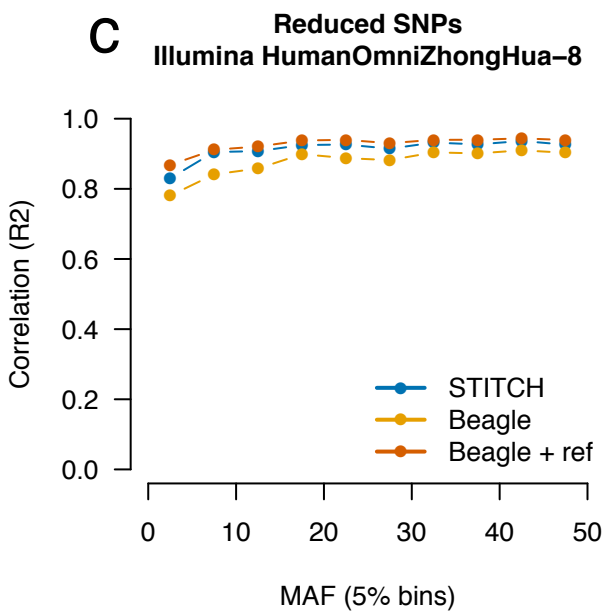 C
Reduced SNPs
Illumina HumanOmniZhongHua−8
Correlation (R2)
1.0
0.8
0.6
0.4
0.2
0.0
STITCH
Beagle
Beagle + ref
0 10 20 30 40 50
MAF (5% bins)